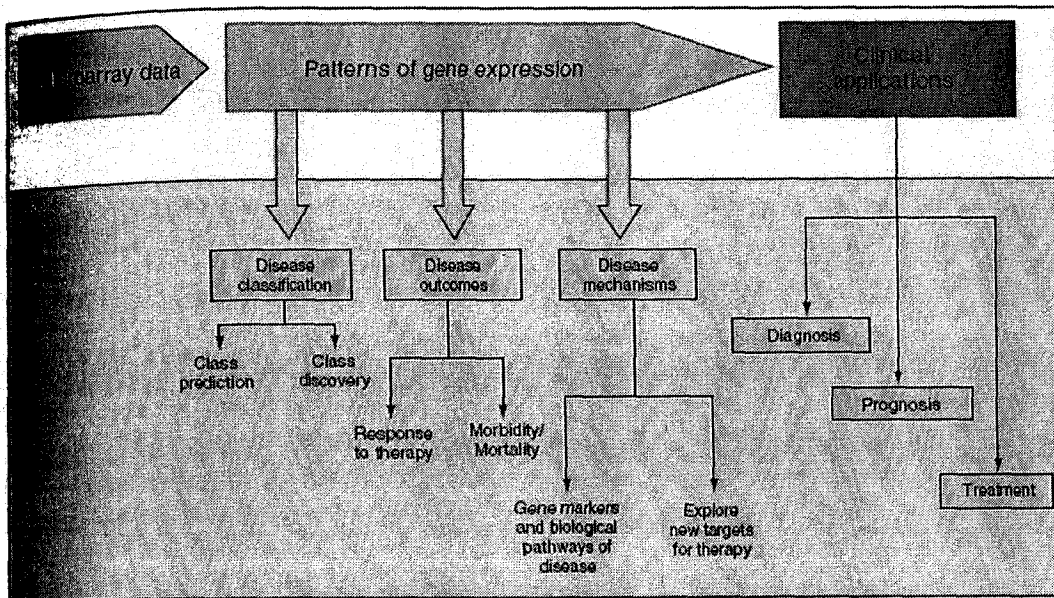 array data
Patterns of gene expression
Clinical
applications
Disease
classification
Disease
outcomes
Disease
mechanisms
Class
prediction
Class
discovery
Response
to therapy
Morbidity/
Mortality
Gene markers
and biological
pathways of
disease
Explore
new targets
for therapy
Diagnosis
Prognosis
Treatment